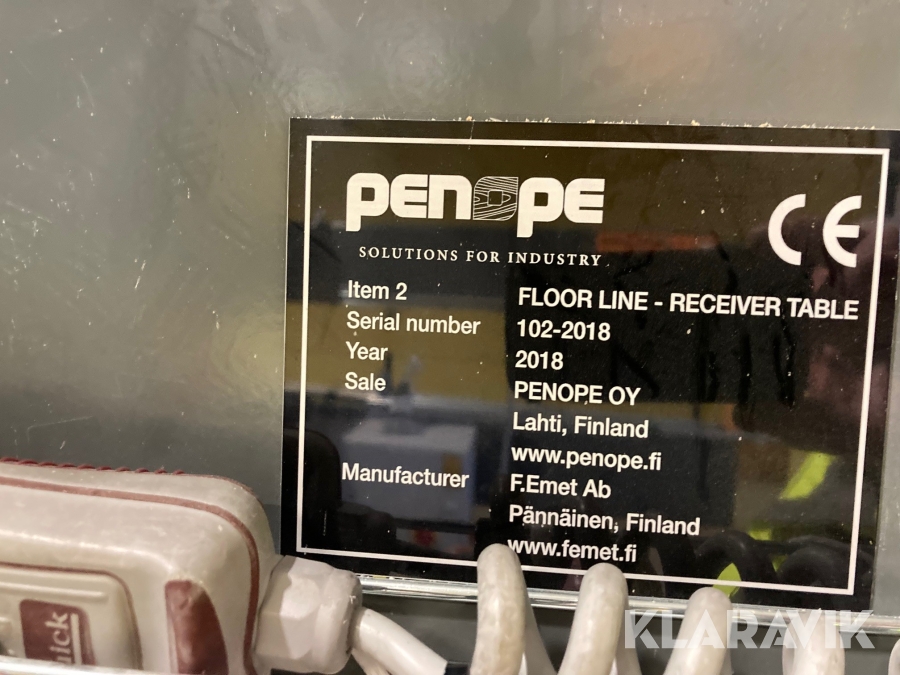 PENOPE
CE
SOLUTIONS FOR INDUSTRY
Item 2 FLOOR LINE - RECEIVER TABLE
Serial number 102-2018
Year 2018
Sale PENOPE OY
Lahti, Finland
www.penope.fi
Manufacturer F.Emet Ab
Pännäinen, Finland
www.femet.fi
KLARAVIK